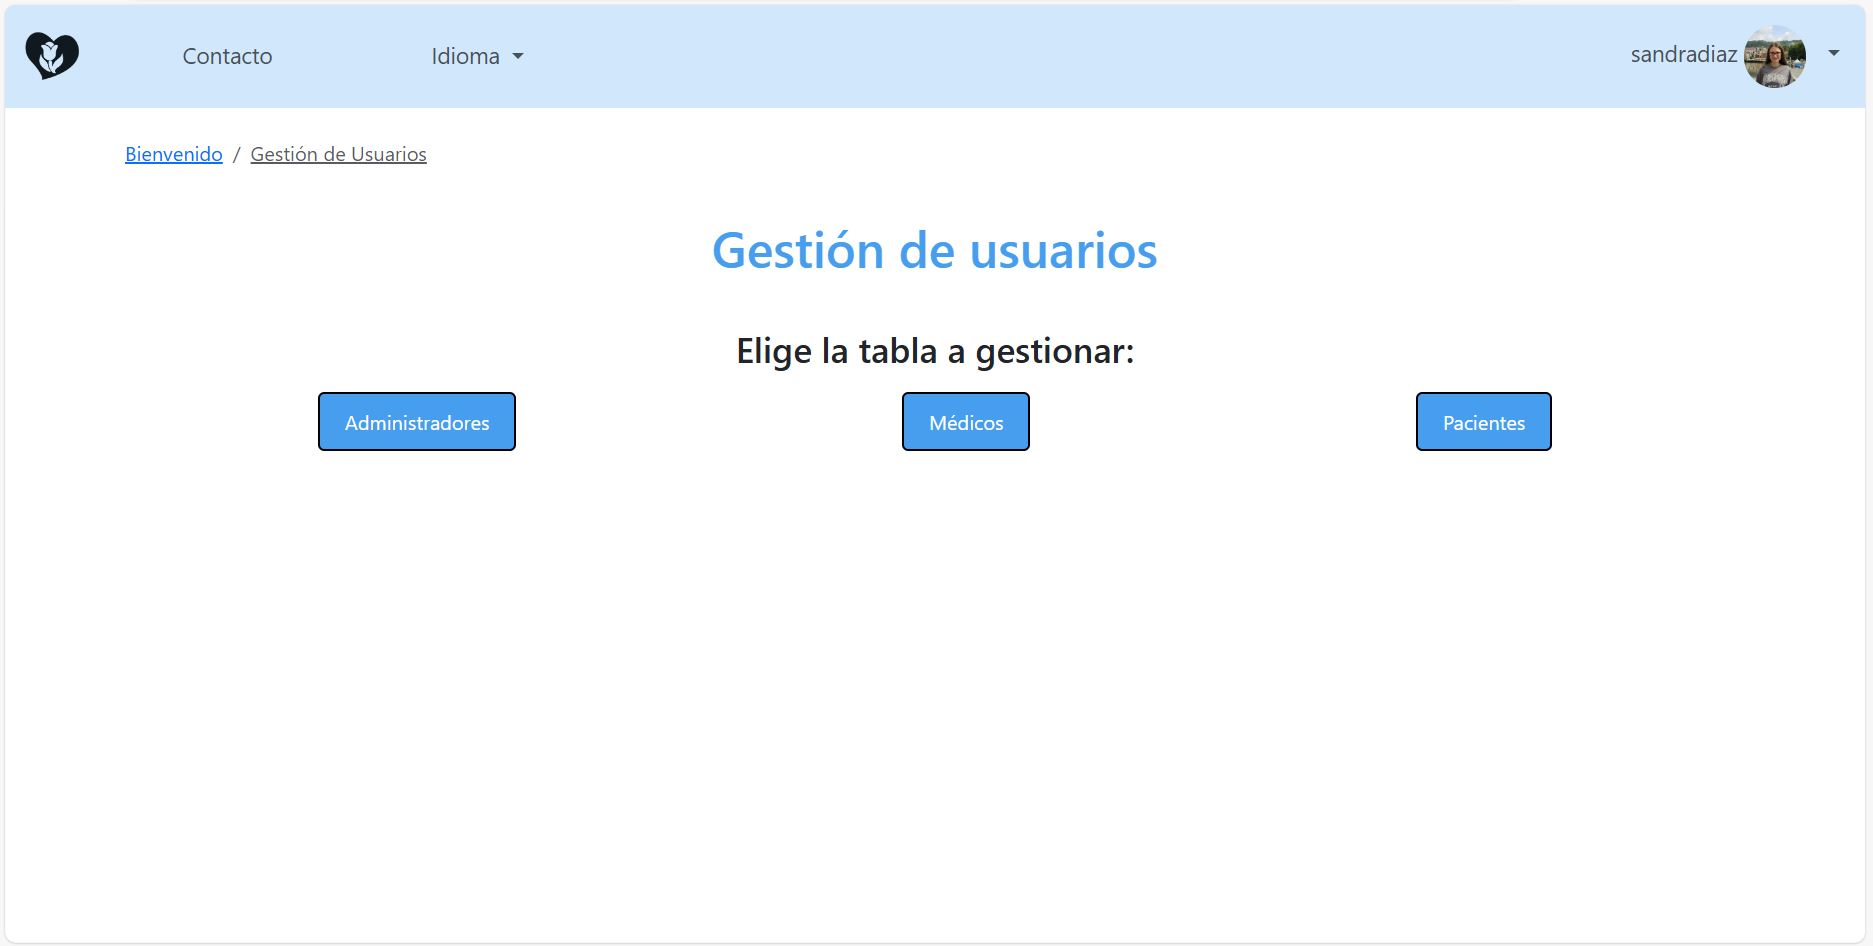 Contacto Idioma sandradiaz
Bienvenido / Gestión de Usuarios
Gestión de usuarios
Elige la tabla a gestionar:
Administradores Médicos Pacientes